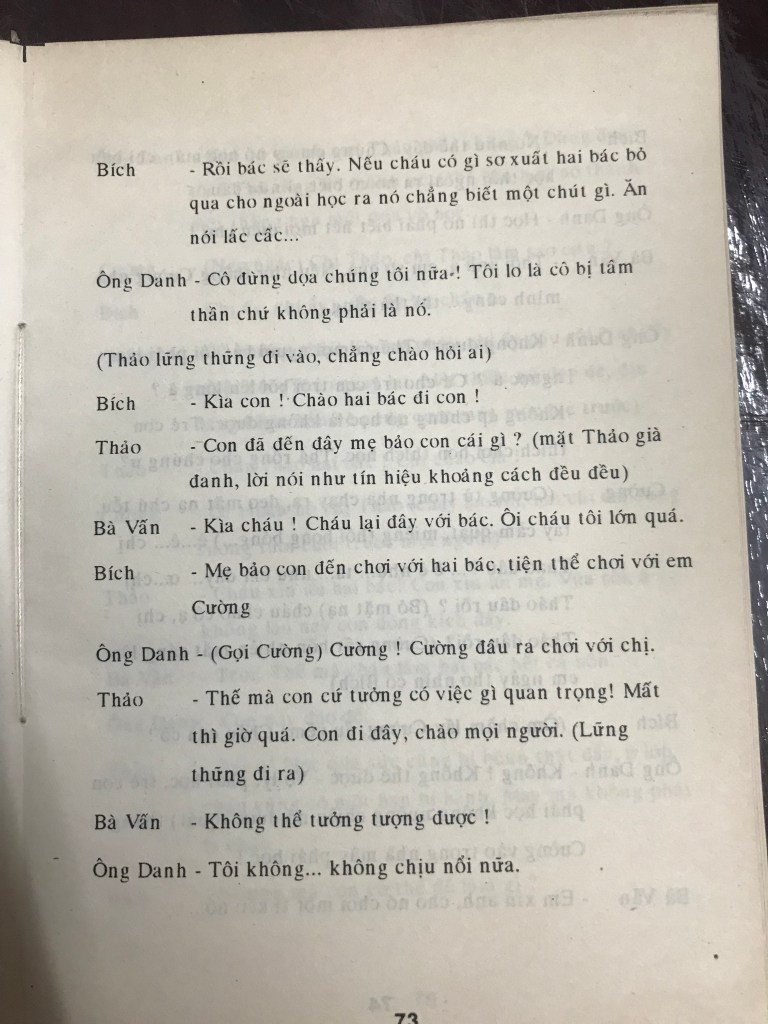 Bích - Rồi bác sẽ thấy. Nếu cháu có gì sơ xuất hai bác bỏ
qua cho ngoài học ra nó chẳng biết một chút gì. Ăn
nói lấc cấc...
Ông Danh - Cô đừng dọa chúng tôi nữa ! Tôi lo là cô bị tâm
thần chứ không phải là nó.
(Thảo lững thững đi vào, chẳng chào hỏi ai)
Bích - Kìa con ! Chào hai bác đi con !
Thảo - Con đã đến đây mẹ bảo con cái gì ? (mặt Thảo già
đanh, lời nói như tín hiệu khoảng cách đều đều)
Bà Vấn - Kìa cháu ! Cháu lại đây với bác. Ôi cháu tôi lớn quá.
Bích - Mẹ bảo con đến chơi với hai bác, tiện thể chơi với em
Cường
Ông Danh - (Gọi Cường) Cường ! Cường đâu ra chơi với chị.
Thảo - Thế mà con cứ tưởng có việc gì quan trọng! Mất
thì giờ quá. Con đi đây, chào mọi người. (Lững
thững đi ra)
Bà Vấn - Không thể tưởng tượng được !
Ông Danh - Tôi không... không chịu nổi nữa.
73